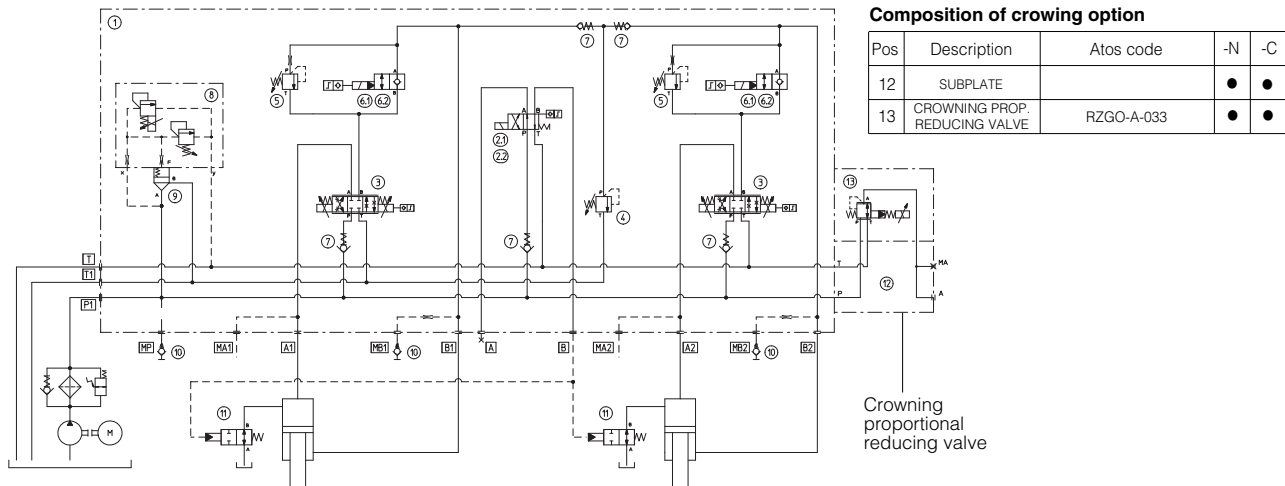 Composition of crowing option
Pos Description Atos code -N -C
12 SUBPLATE ● ●
13 CROWNING PROP. REDUCING VALVE RZGO-A-033 ● ●
1
8
x F y
B
A
9
5
P
T
6.1 6.2
A
B
7 7
5
P
T
6.1 6.2
A
B
2.1
2.2
A B
P T
3
A B
P T
4
P
T
3
A B
P T
13
A
P T
7
7
7
T
T1
P1
T
P
12
MA
A
MP 10 MA1 A1 MB1 10 B1 A B MA2 A2 MB2 10 B2
M
11
B
A
11
B
A
Crowning
proportional
reducing valve